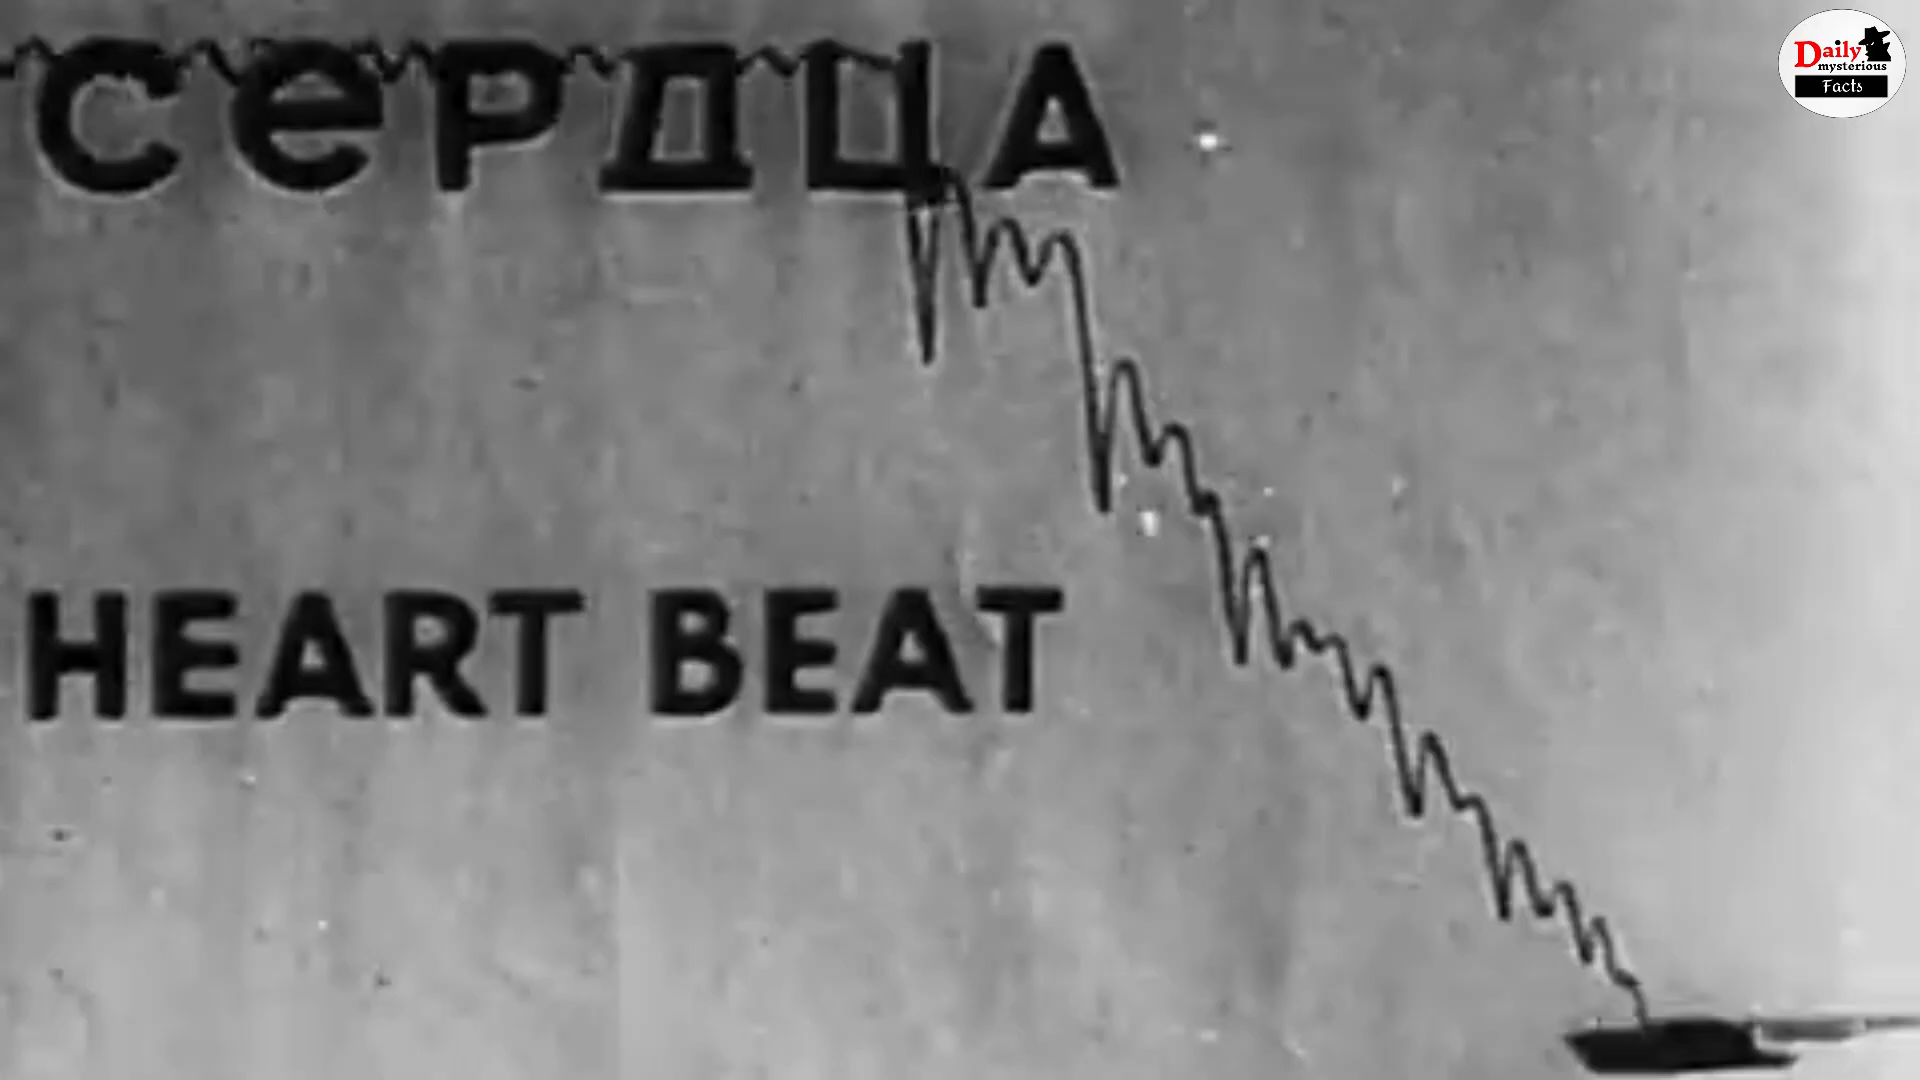 сердца
HEART BEAT
Daily
mysterious
Facts